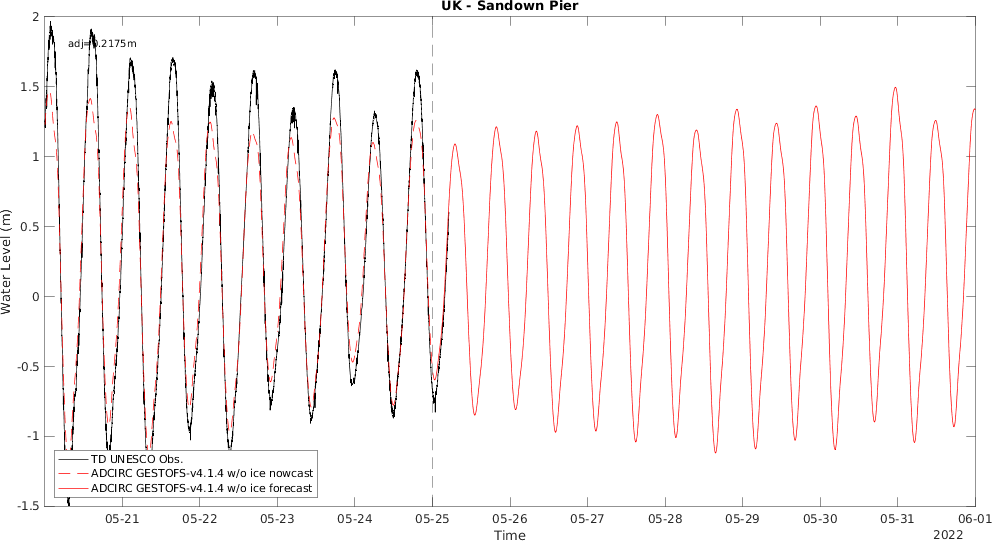 UK - Sandown Pier
adj=0.2175m
2
1.5
1
0.5
0
-0.5
-1
-1.5
Water Level (m)
TD UNESCO Obs.
ADCIRC GESTOFS-v4.1.4 w/o ice nowcast
ADCIRC GESTOFS-v4.1.4 w/o ice forecast
05-21 05-22 05-23 05-24 05-25 05-26 05-27 05-28 05-29 05-30 05-31 06-01
Time
2022